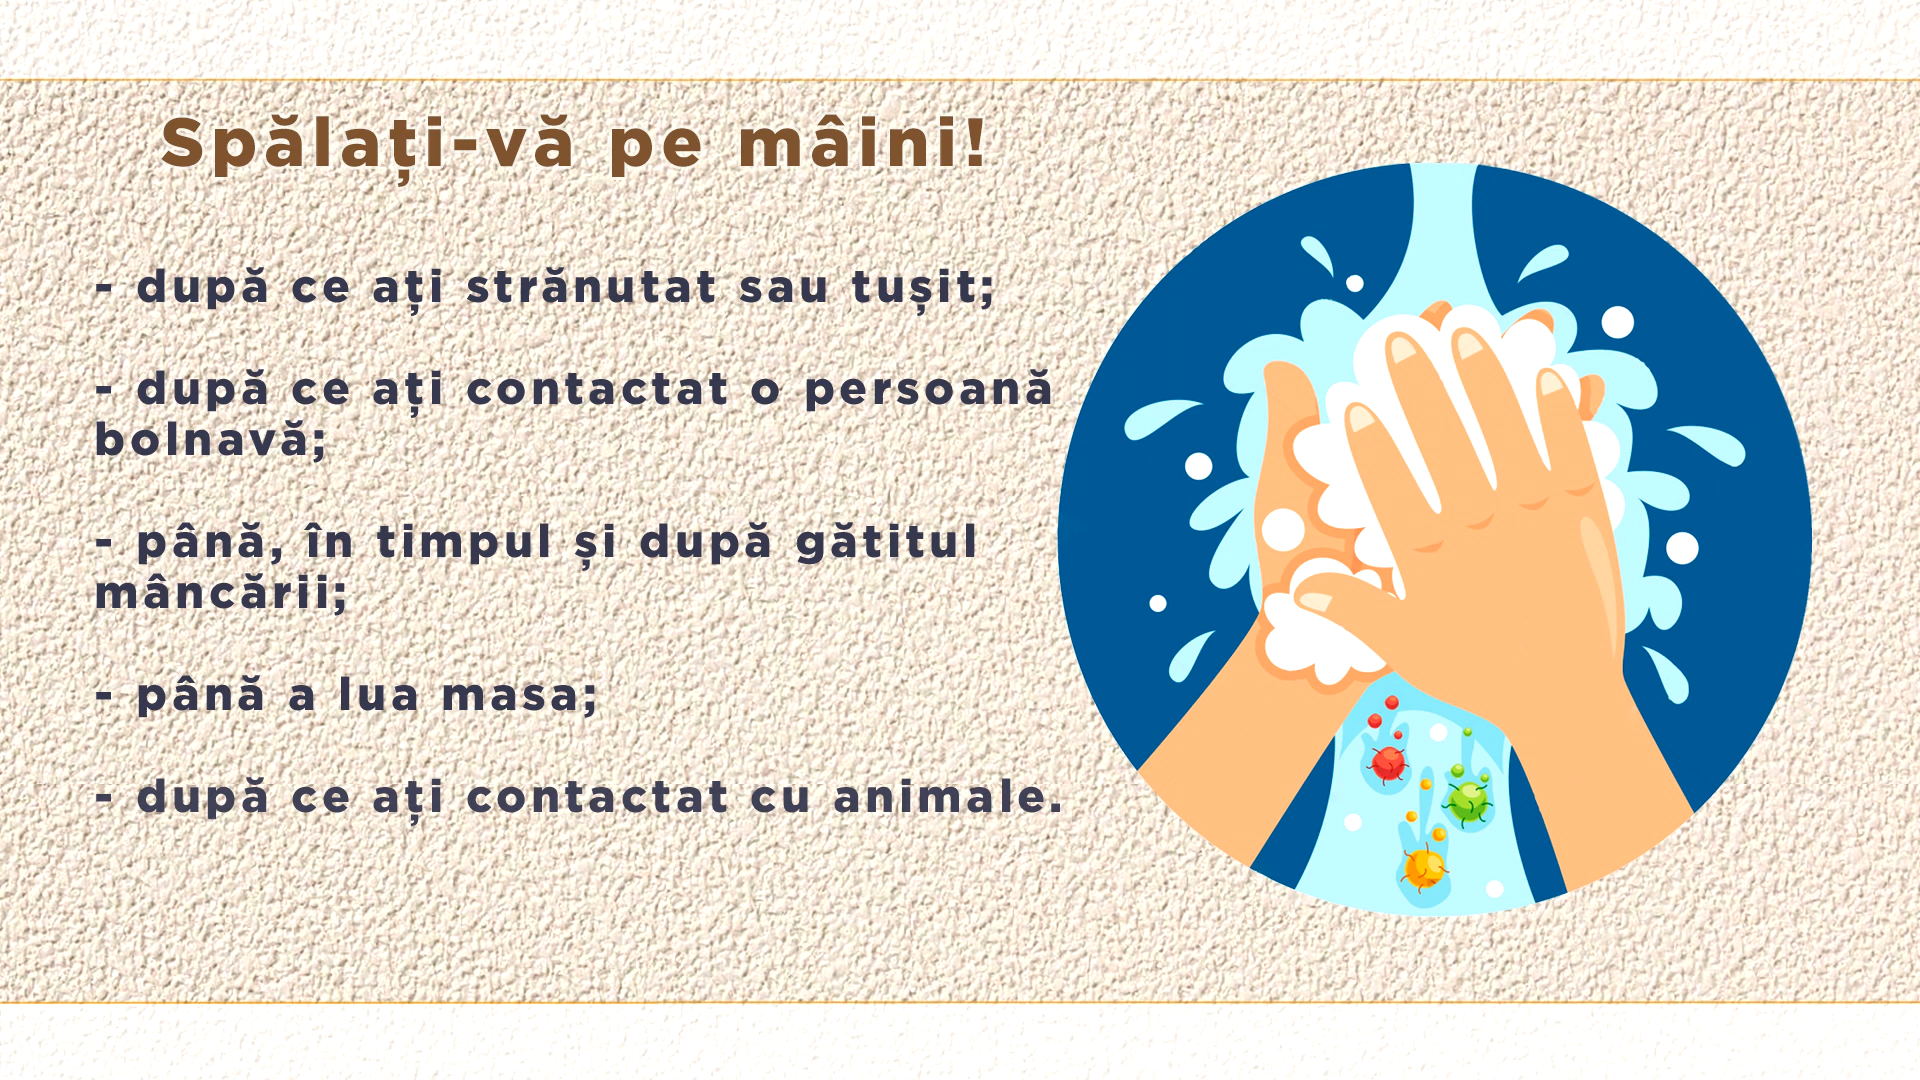 Spălați-vă pe mâini!
- după ce ați strănutat sau tușit;
- după ce ați contactat o persoană
bolnavă;
- până, în timpul și după gătitul
mâncării;
- până a lua masa;
- după ce ați contactat cu animale.